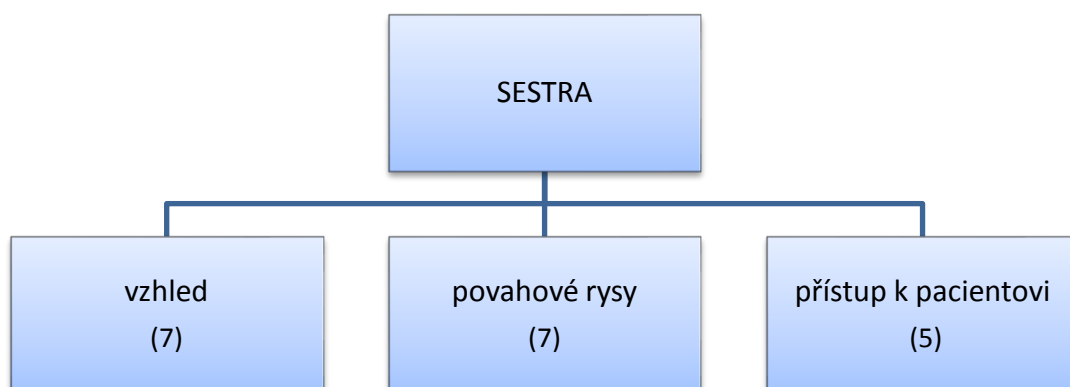 SESTRA
vzhled
(7)
povahové rysy
(7)
přístup k pacientovi
(5)